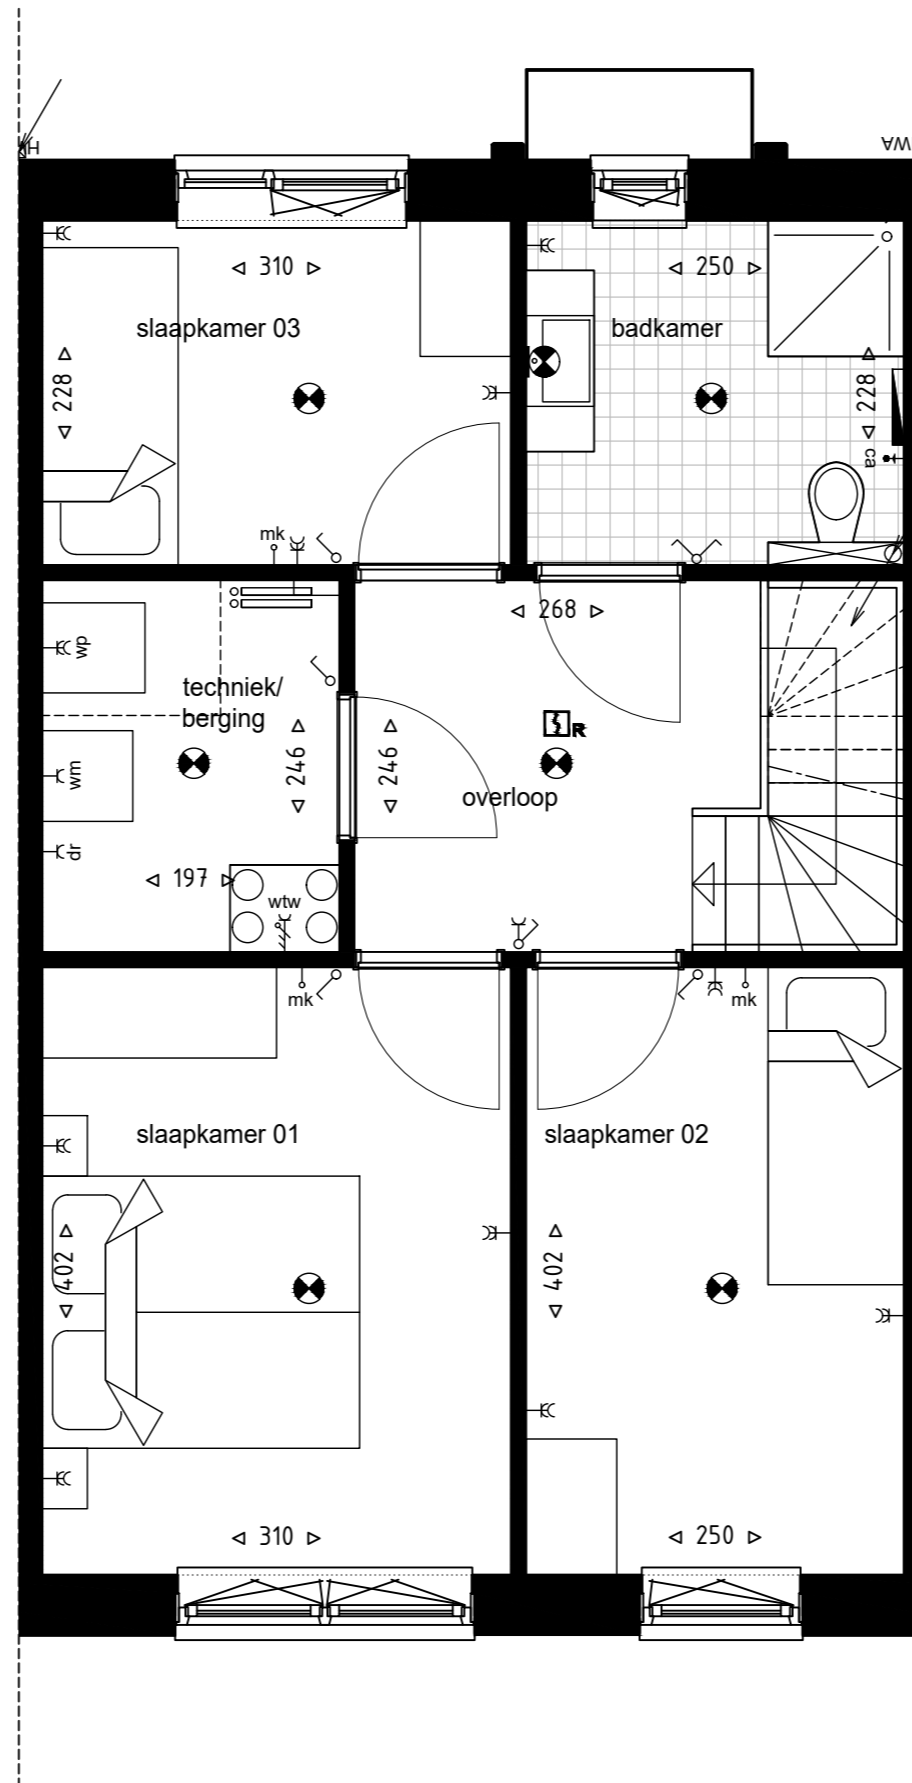 H
WA
310
250
slaapkamer 03
badkamer
228
228
ca
mk
268
wp
techniek/
berging
R
246
246
wm
overloop
dr
197
wtw
mk
mk
slaapkamer 01
slaapkamer 02
402
402
310
250